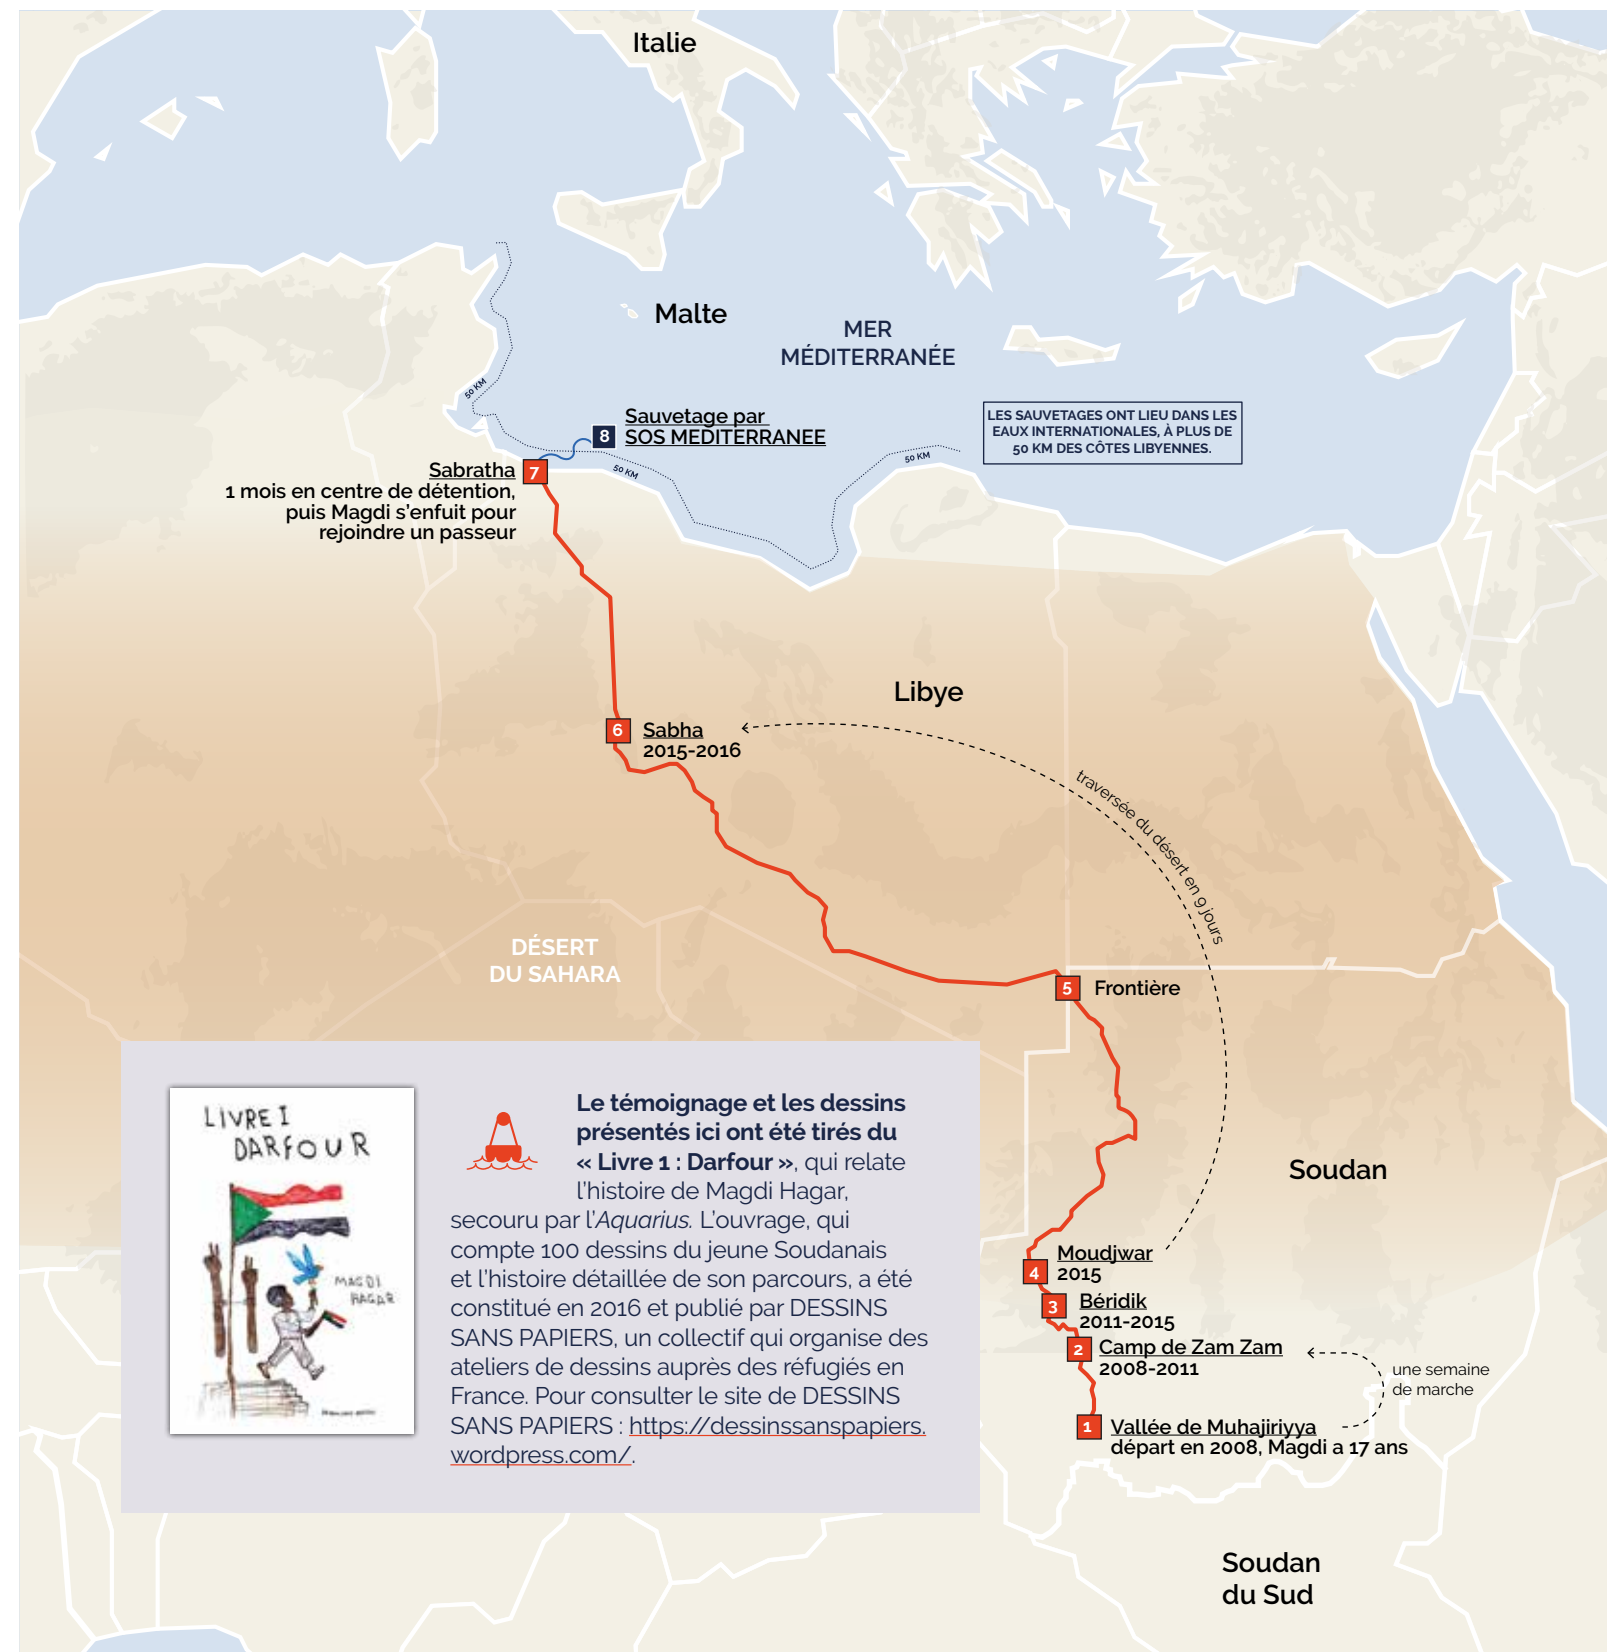 Italie
Malte
MER
MÉDITERRANÉE
50 KM
Sauvetage par
8 SOS MEDITERRANEE
LES SAUVETAGES ONT LIEU DANS LES
EAUX INTERNATIONALES, À PLUS DE
50 KM DES CÔTES LIBYENNES.
50 KM
50 KM
Sabratha 7
1 mois en centre de détention,
puis Magdi s’enfuit pour
rejoindre un passeur
Libye
6 Sabha
2015-2016
traversée du désert en 9 jours
DÉSERT
DU SAHARA
5 Frontière
Soudan
Moudjwar
4 2015
3 Béridik
2011-2015
2 Camp de Zam Zam
2008-2011
une semaine
de marche
1 Vallée de Muhajiriyya
départ en 2008, Magdi a 17 ans
Soudan
du Sud
LIVRE I
DARFOUR
MAGDI
HAGAR
Le témoignage et les dessins
présentés ici ont été tirés du
« Livre 1 : Darfour », qui relate
l’histoire de Magdi Hagar,
secouru par l’Aquarius. L’ouvrage, qui
compte 100 dessins du jeune Soudanais
et l’histoire détaillée de son parcours, a été
constitué en 2016 et publié par DESSINS
SANS PAPIERS, un collectif qui organise des
ateliers de dessins auprès des réfugiés en
France. Pour consulter le site de DESSINS
SANS PAPIERS : https://dessinssanspapiers.
wordpress.com/.